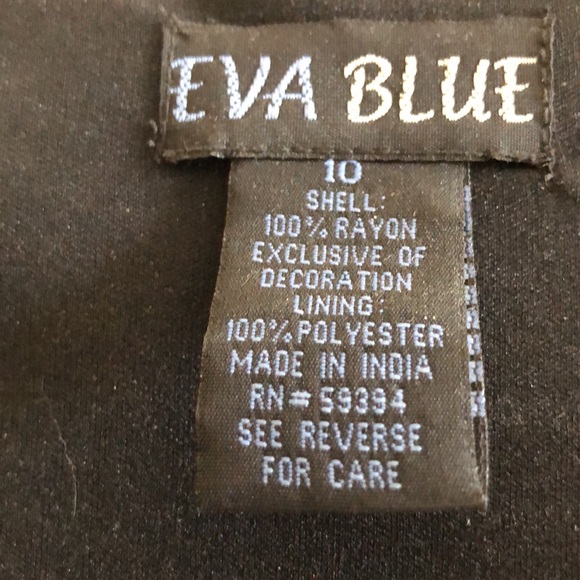 EVA BLUE
10
SHELL:
100% RAYON
EXCLUSIVE OF
DECORATION
LINING:
100% POLYESTER
MADE IN INDIA
RN# 59394
SEE REVERSE
FOR CARE